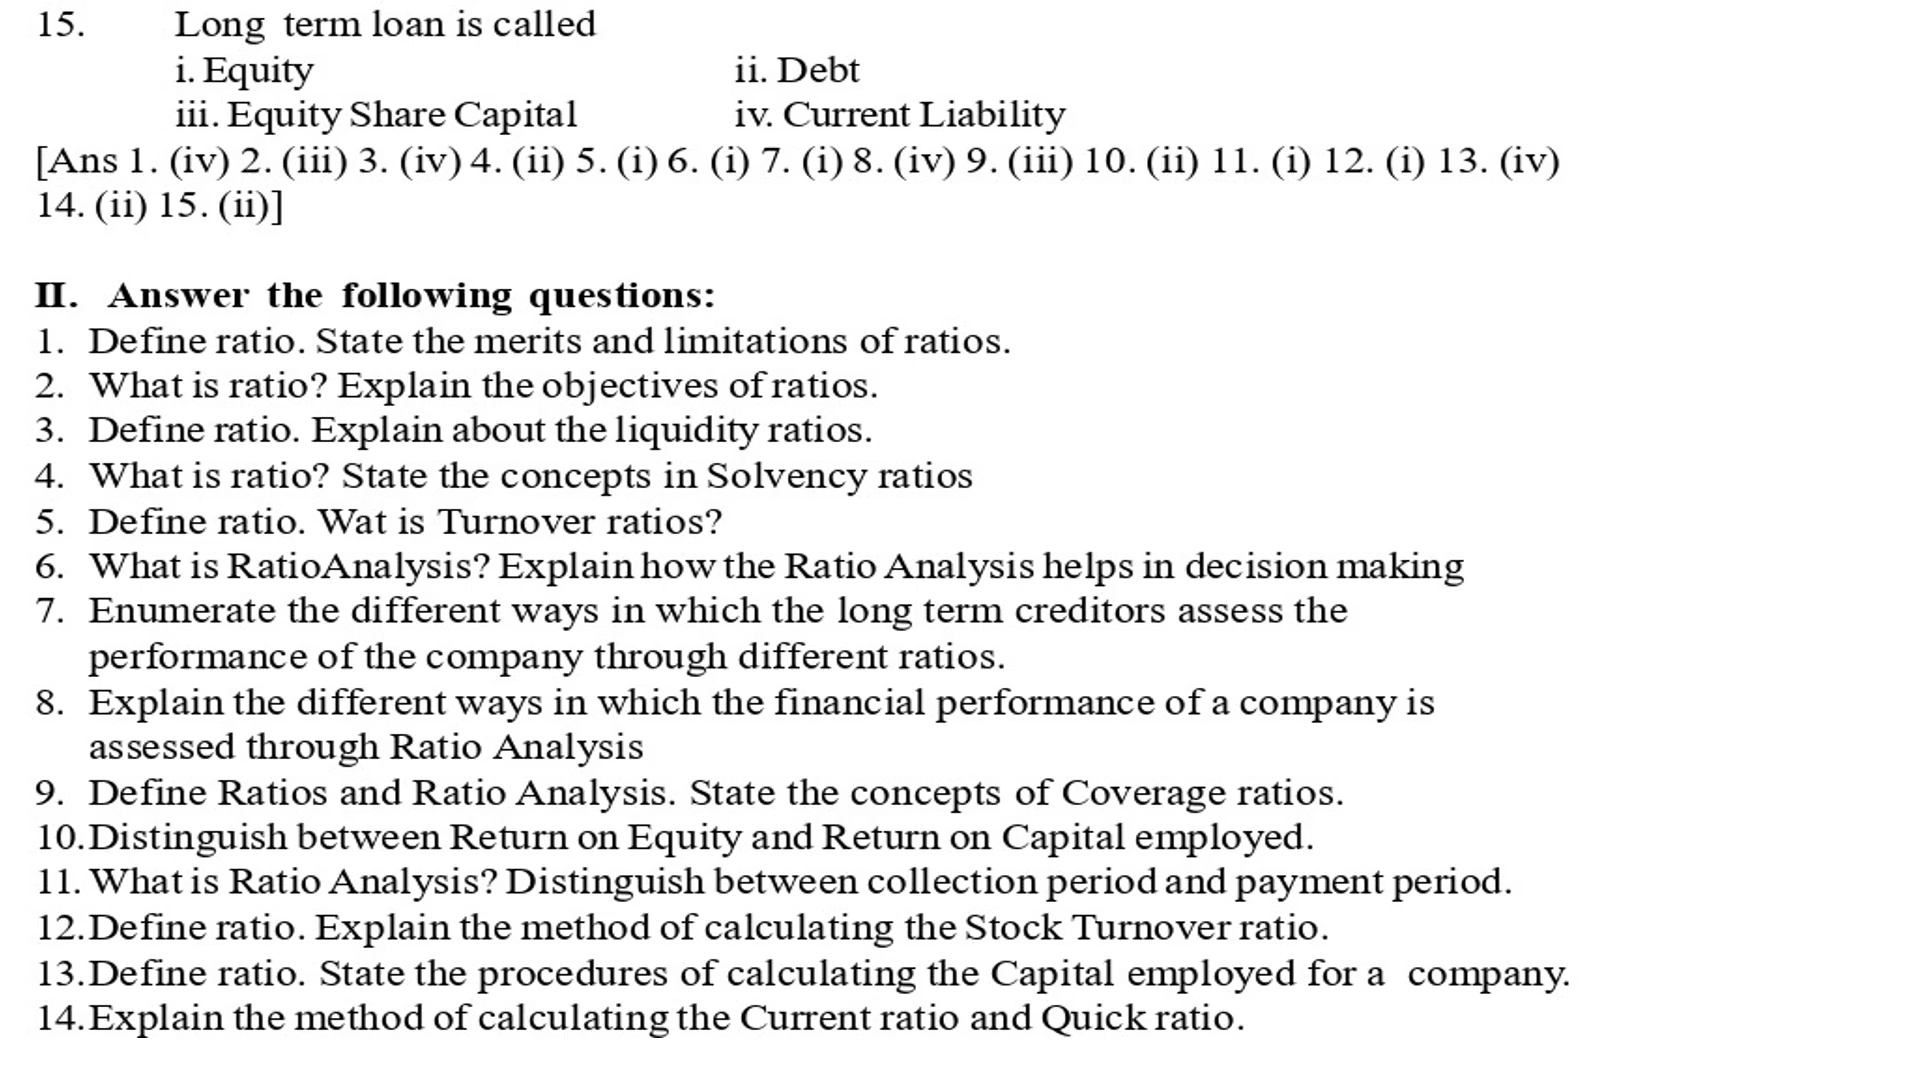 15. Long term loan is called
i. Equity ii. Debt
iii. Equity Share Capital iv. Current Liability
[Ans 1. (iv) 2. (iii) 3. (iv) 4. (ii) 5. (i) 6. (i) 7. (i) 8. (iv) 9. (iii) 10. (ii) 11. (i) 12. (i) 13. (iv)
14. (ii) 15. (ii)]
II. Answer the following questions:
1. Define ratio. State the merits and limitations of ratios.
2. What is ratio? Explain the objectives of ratios.
3. Define ratio. Explain about the liquidity ratios.
4. What is ratio? State the concepts in Solvency ratios
5. Define ratio. Wat is Turnover ratios?
6. What is RatioAnalysis? Explain how the Ratio Analysis helps in decision making
7. Enumerate the different ways in which the long term creditors assess the
performance of the company through different ratios.
8. Explain the different ways in which the financial performance of a company is
assessed through Ratio Analysis
9. Define Ratios and Ratio Analysis. State the concepts of Coverage ratios.
10.Distinguish between Return on Equity and Return on Capital employed.
11. What is Ratio Analysis? Distinguish between collection period and payment period.
12.Define ratio. Explain the method of calculating the Stock Turnover ratio.
13.Define ratio. State the procedures of calculating the Capital employed for a company.
14.Explain the method of calculating the Current ratio and Quick ratio.